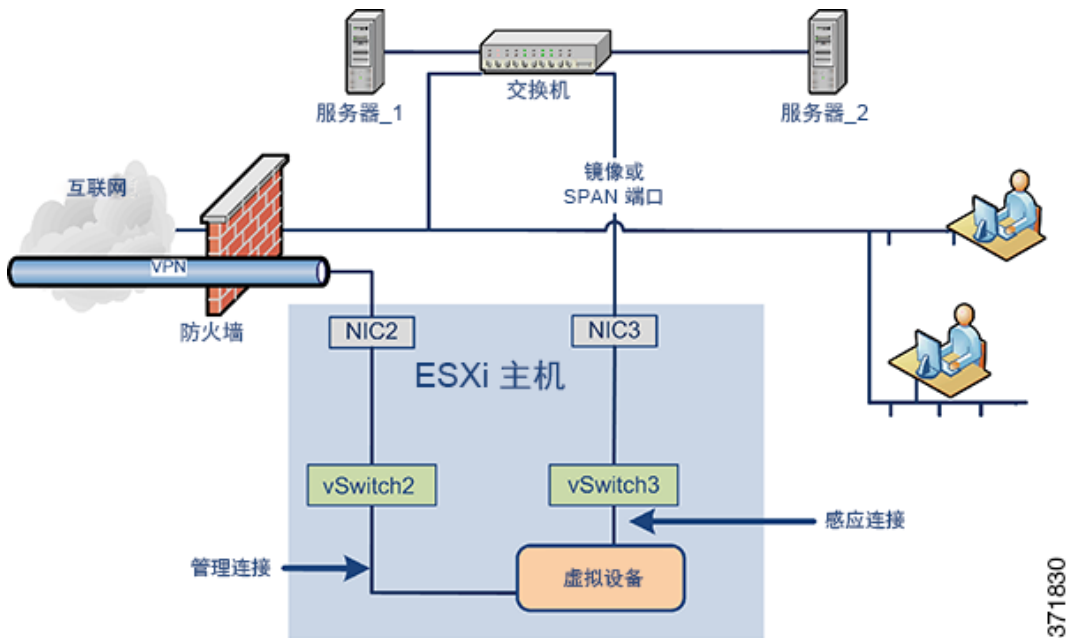 服务器_1
交换机
服务器_2
镜像或
SPAN 端口
互联网
VPN
防火墙
NIC2
NIC3
ESXi 主机
vSwitch2
vSwitch3
感应连接
管理连接
虚拟设备
371830